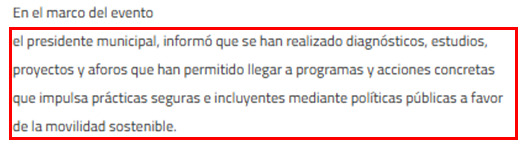 En el marco del evento
el presidente municipal, informó que se han realizado diagnósticos, estudios,
proyectos y aforos que han permitido llegar a programas y acciones concretas
que impulsa prácticas seguras e incluyentes mediante políticas públicas a favor
de la movilidad sostenible.